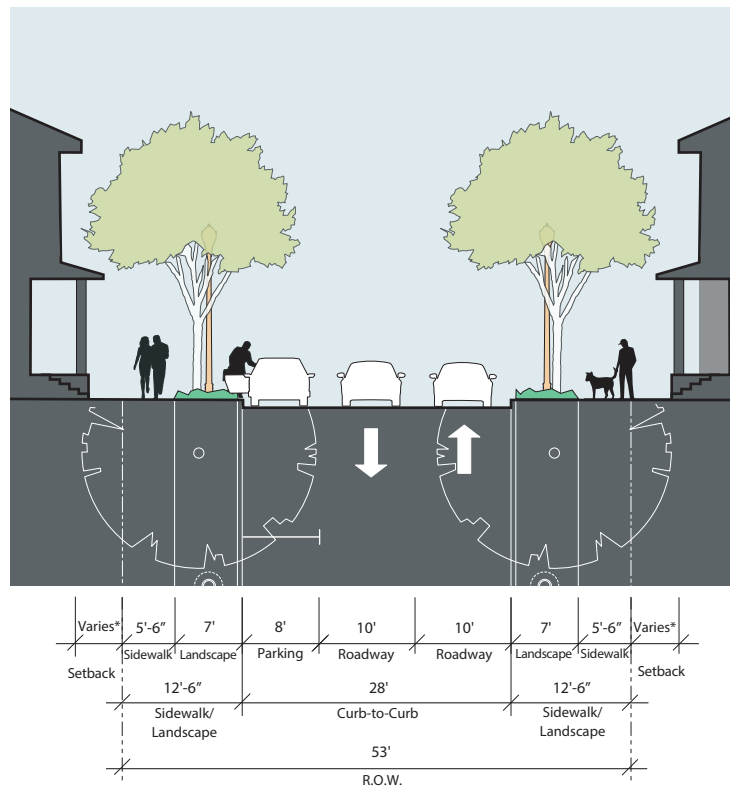 Varies* 5'-6” 7' 8' 10' 10' 7' 5'-6” Varies*
Sidewalk Landscape Parking Roadway Roadway Landscape Sidewalk
Setback Setback
12'-6” 28' 12'-6”
Sidewalk/ Curb-to-Curb Sidewalk/
Landscape Landscape
53'
R.O.W.